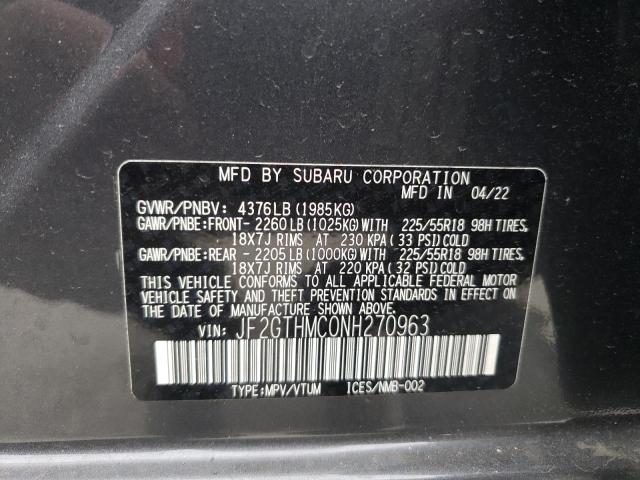 MFD BY SUBARU CORPORATION
MFD IN 04/22
GVWR/PNBV: 4376LB (1985KG)
GAWR/PNBE:FRONT- 2260LB (1025KG)WITH 225/55R18 98H TIRES,
18X7J RIMS AT 230 KPA (33 PSI)COLD
GAWR/PNBE:REAR - 2205LB (1000KG)WITH 225/55R18 98H TIRES,
18X7J RIMS AT 220 KPA (32 PSI)COLD
THIS VEHICLE CONFORMS TO ALL APPLICABLE FEDERAL MOTOR
VEHICLE SAFETY AND THEFT PREVENTION STANDARDS IN EFFECT ON
THE DATE OF MANUFACTURE SHOWN ABOVE.
VIN: JF2GTHMC0NH270963
TYPE:MPV/VTUM ICES/NMB-002